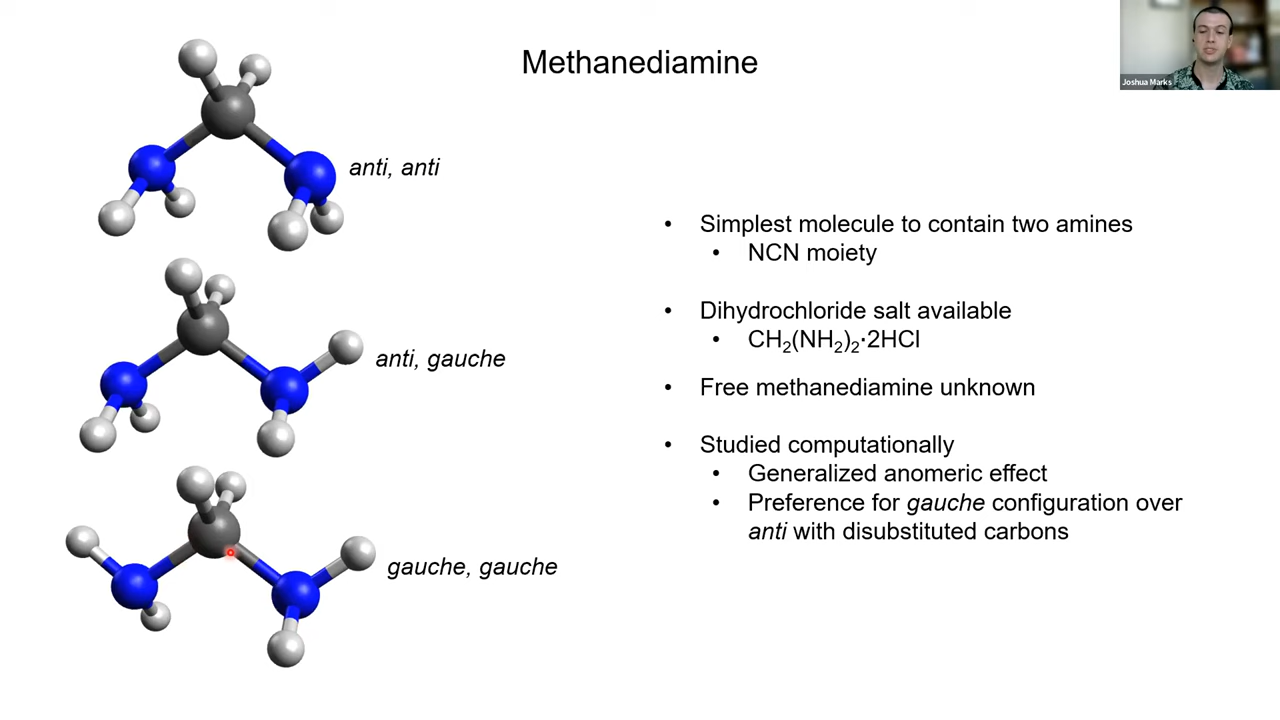 Methanediamine
Joshua Marks
anti, anti
anti, gauche
gauche, gauche
• Simplest molecule to contain two amines
• NCN moiety
• Dihydrochloride salt available
• CH₂(NH₂)₂·2HCl
• Free methanediamine unknown
• Studied computationally
• Generalized anomeric effect
• Preference for gauche configuration over
anti with disubstituted carbons